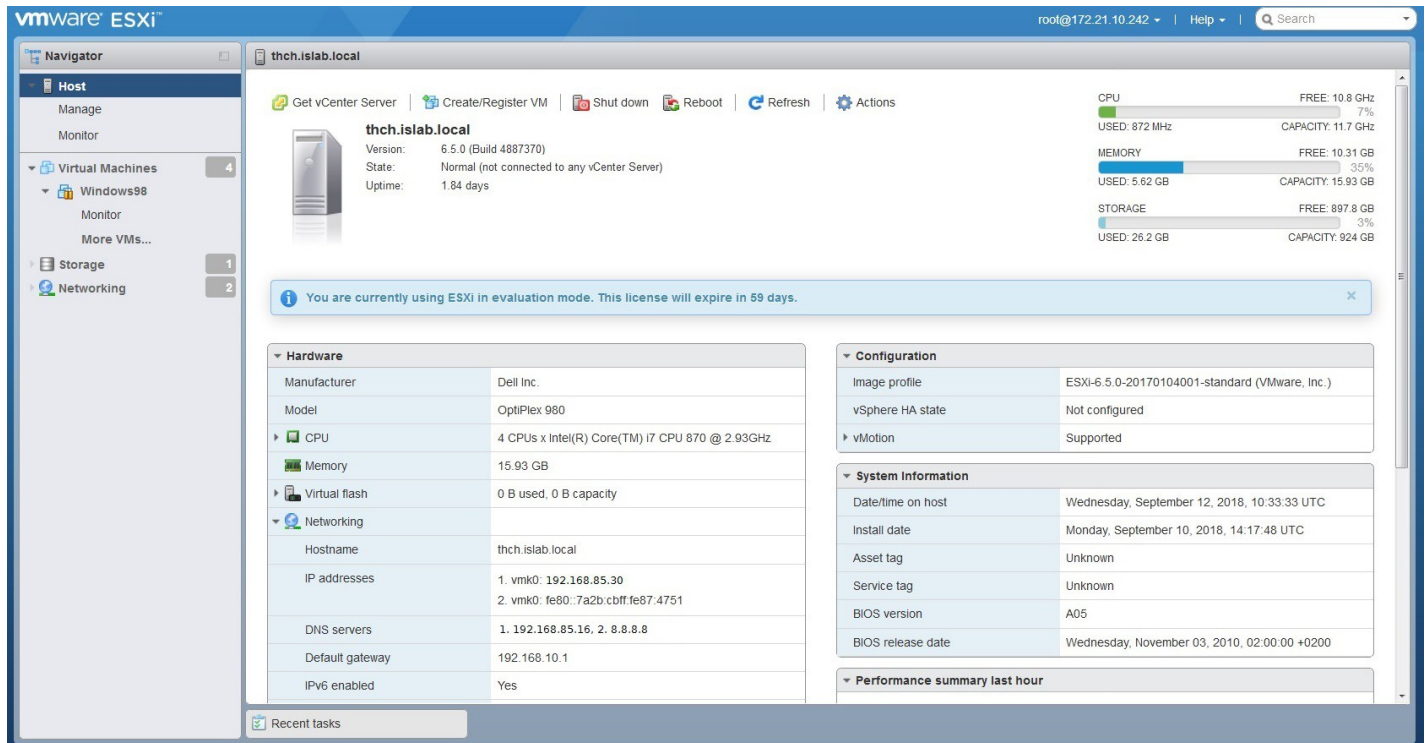 vmware ESXi™
root@172.21.10.242 | Help | Search
Navigator
Host
Manage
Monitor
Virtual Machines 4
Windows98
Monitor
More VMs...
Storage 1
Networking 2
thch.islab.local
Get vCenter Server | Create/Register VM | Shut down Reboot | Refresh | Actions
thch.islab.local
Version: 6.5.0 (Build 4887370)
State: Normal (not connected to any vCenter Server)
Uptime: 1.84 days
CPU FREE: 10.8 GHz
7%
USED: 872 MHz CAPACITY: 11.7 GHz
MEMORY FREE: 10.31 GB
35%
USED: 5.62 GB CAPACITY: 15.93 GB
STORAGE FREE: 897.8 GB
3%
USED: 26.2 GB CAPACITY: 924 GB
You are currently using ESXi in evaluation mode. This license will expire in 59 days.
Hardware
Manufacturer Dell Inc.
Model OptiPlex 980
CPU 4 CPUs x Intel(R) Core(TM) i7 CPU 870 @ 2.93GHz
Memory 15.93 GB
Virtual flash 0 B used, 0 B capacity
Networking
Hostname thch.islab.local
IP addresses 1. vmk0: 192.168.85.30
2. vmk0: fe80::7a2b:cbff:fe87:4751
DNS servers 1. 192.168.85.16, 2. 8.8.8.8
Default gateway 192.168.10.1
IPv6 enabled Yes
Configuration
Image profile ESXi-6.5.0-20170104001-standard (VMware, Inc.)
vSphere HA state Not configured
vMotion Supported
System Information
Date/time on host Wednesday, September 12, 2018, 10:33:33 UTC
Install date Monday, September 10, 2018, 14:17:48 UTC
Asset tag Unknown
Service tag Unknown
BIOS version A05
BIOS release date Wednesday, November 03, 2010, 02:00:00 +0200
Performance summary last hour
Recent tasks